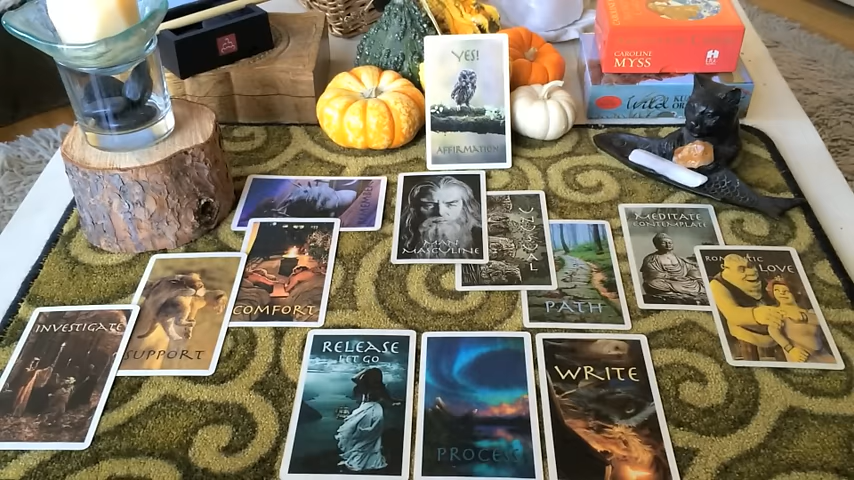 YES!
AFFIRMATION
CAROLINE
MYSS
Wild
MAN
MASCULINE
MEDITATE
CONTEMPLATE
ROMANTIC
LOVE
PATH
COMFORT
SUPPORT
INVESTIGATE
RELEASE
LET GO
PROCESS
WRITE